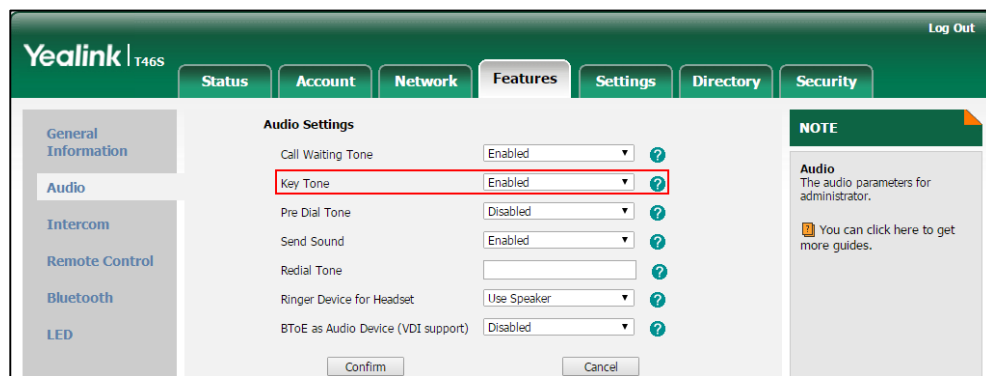 Log Out
Yealink T46S
Status Account Network Features Settings Directory Security
General
Information
Audio
Intercom
Remote Control
Bluetooth
LED
Audio Settings
Call Waiting Tone Enabled
Key Tone Enabled
Pre Dial Tone Disabled
Send Sound Enabled
Redial Tone
Ringer Device for Headset Use Speaker
BToE as Audio Device (VDI support) Disabled
Confirm Cancel
NOTE
Audio
The audio parameters for
administrator.
You can click here to get
more guides.